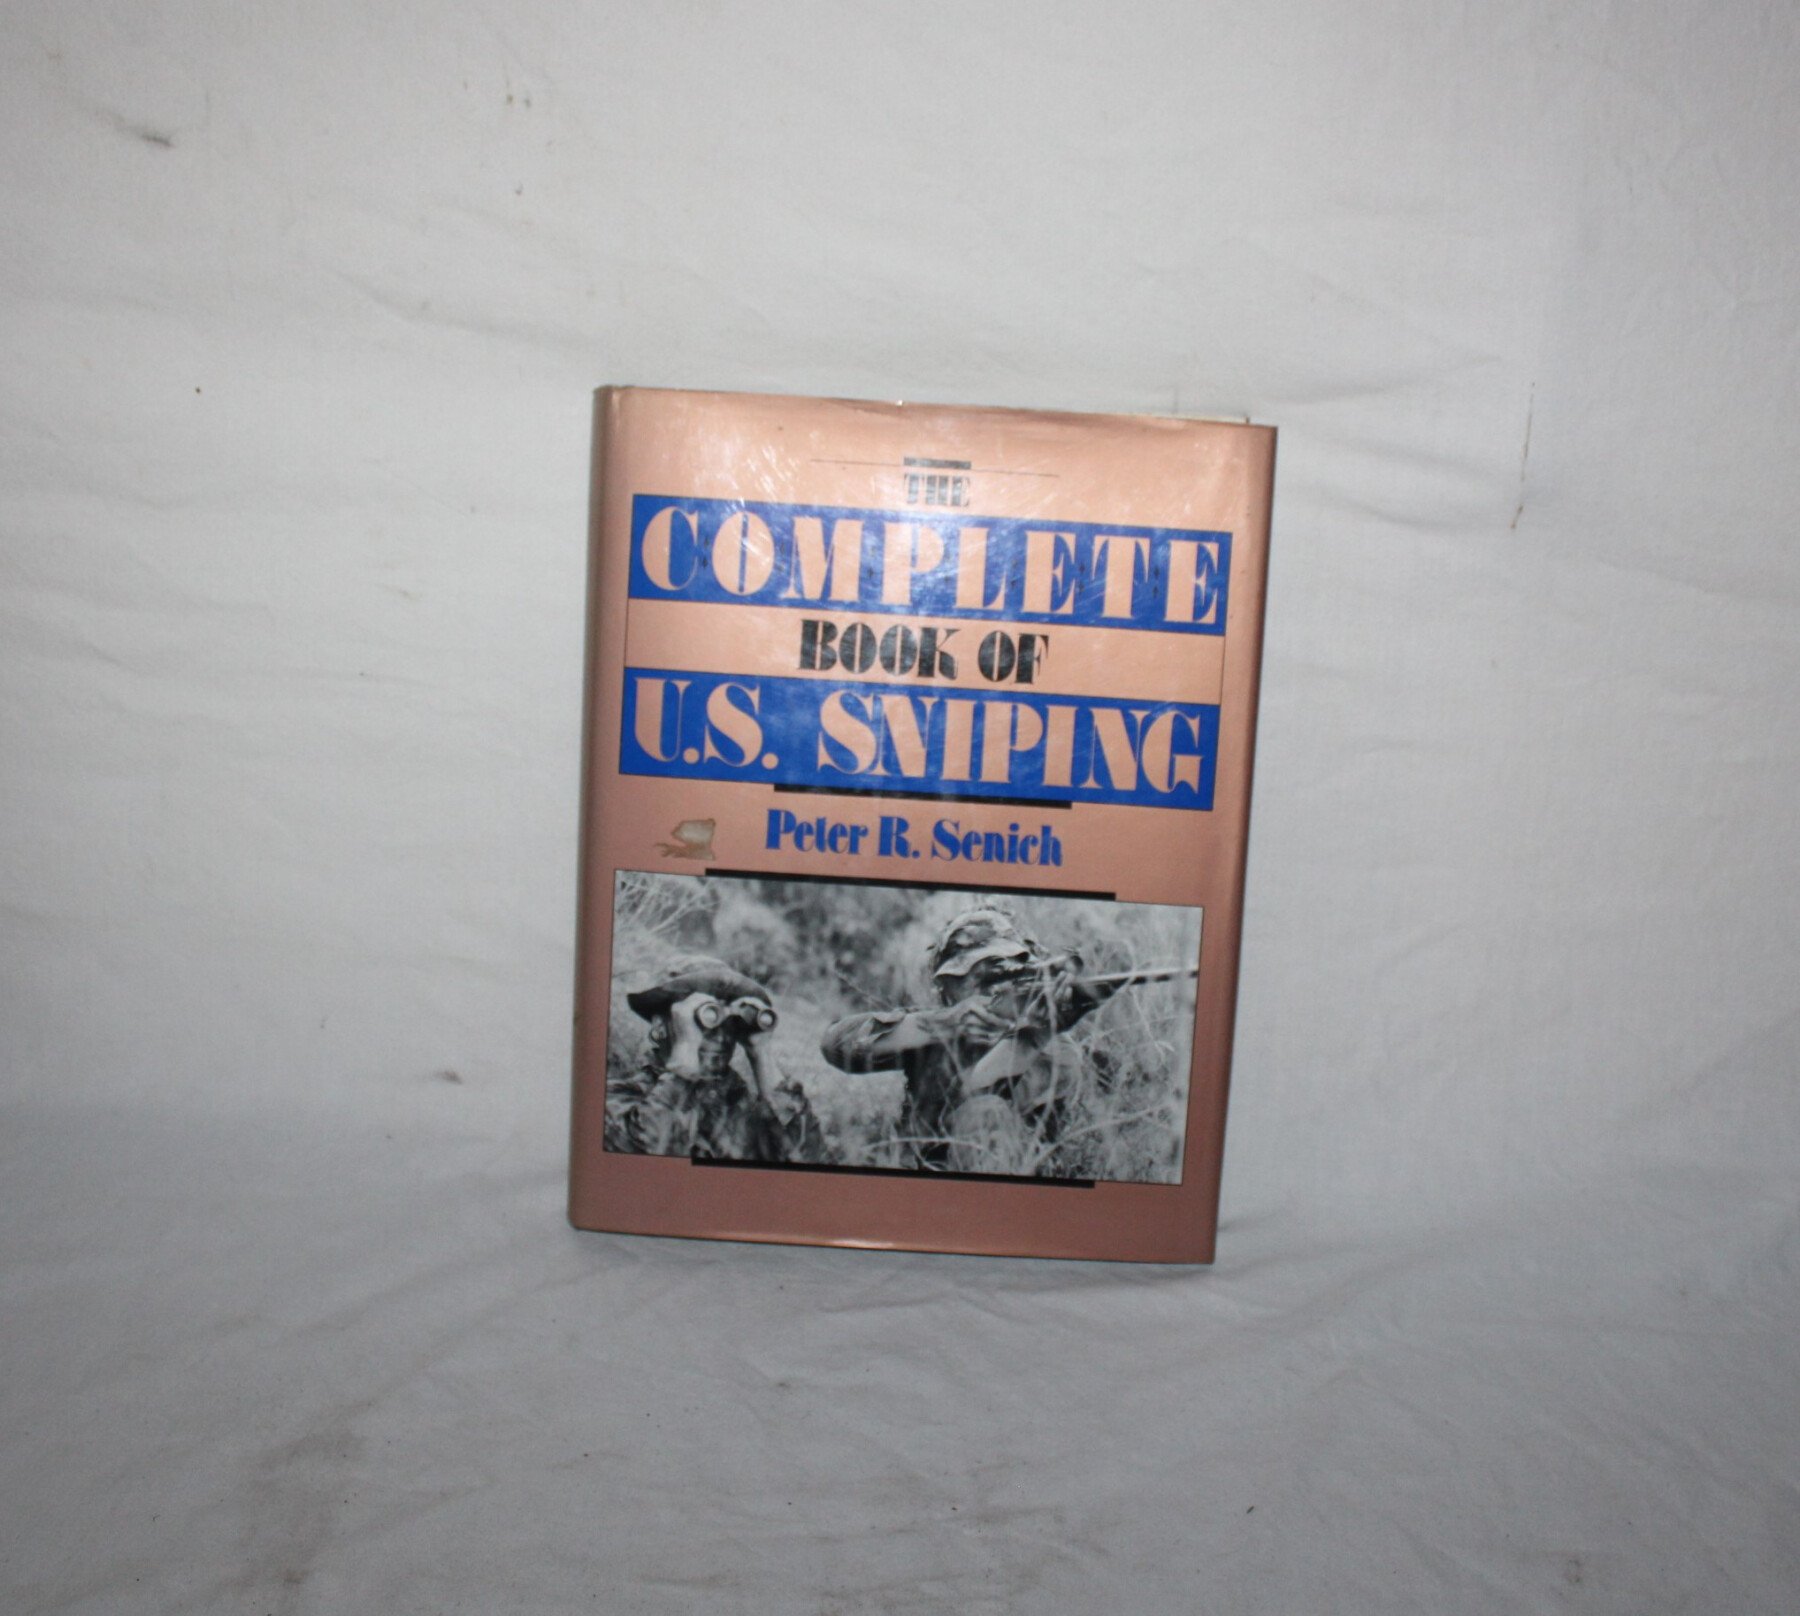 THE
COMPLETE
BOOK OF
U.S. SNIPING
Peter R. Senich